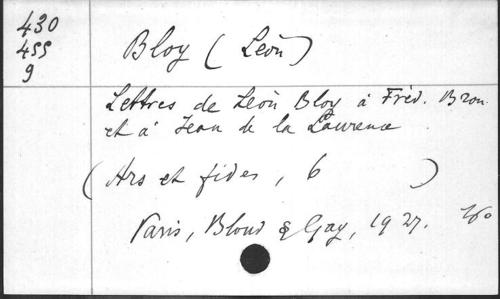 430
455
9
Bloy (Léon)
Lettres de Léon Bloy à Fréd. Brou
et à Jean de la Laurencie
(Ars et fides, 6)
Paris, Bloud & Gay, 1927.